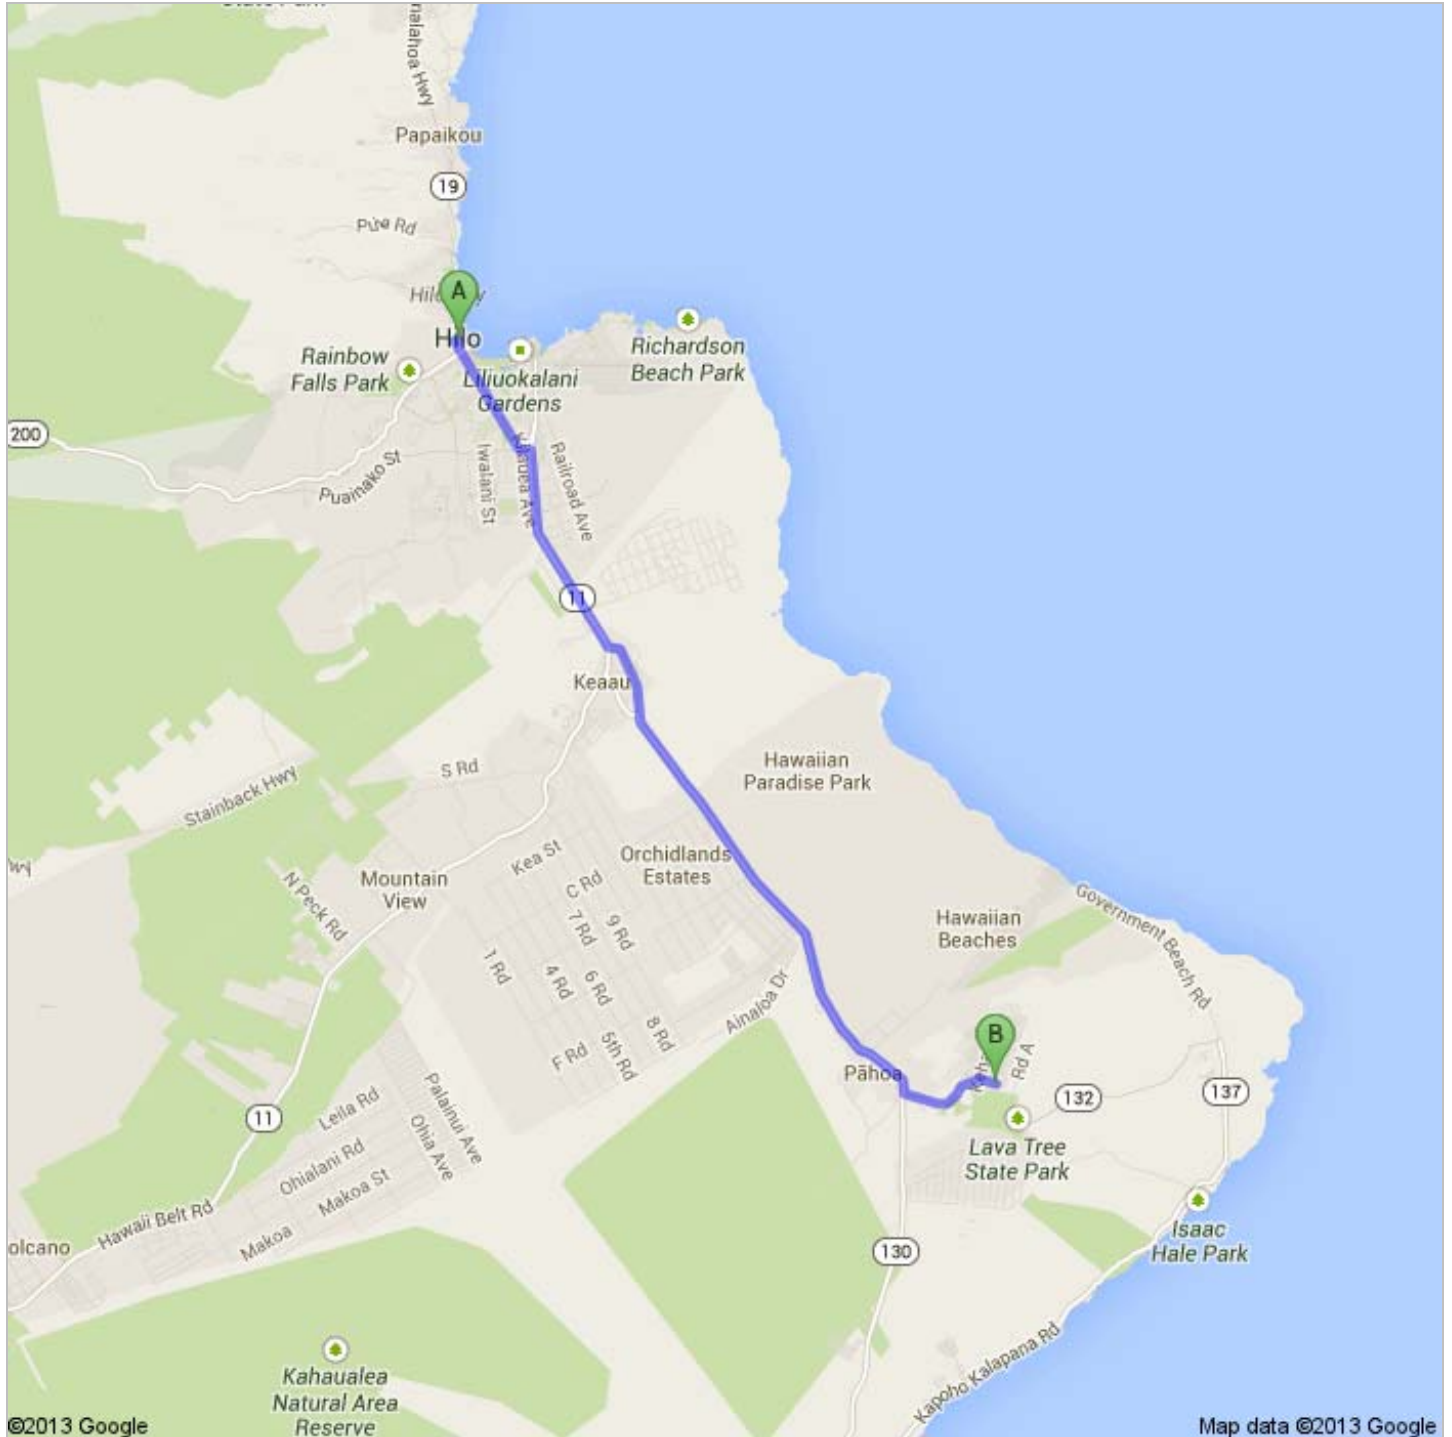 Papaikou
19
Hilo
A
Rainbow
Falls Park
Liliuokalani
Gardens
Richardson
Beach Park
200
Puainako St
Iwalani St
Kilauea Ave
Railroad Ave
11
Keaau
Hawaiian
Paradise Park
S Rd
Stainback Hwy
Orchidlands
Estates
Kea St
C Rd
9 Rd
7 Rd
Mountain
View
N Peck Rd
1 Rd
4 Rd
6 Rd
5th Rd
8 Rd
F Rd
Ainaloa Dr
Hawaiian
Beaches
Government Beach Rd
B
Rd A
Pāhoa
132
137
Lava Tree
State Park
Palainui Ave
Ohia Ave
Leila Rd
11
Ohialani Rd
Makoa St
Makoa
Hawaii Belt Rd
olcano
Isaac
Hale Park
130
Kapoho Kalapana Rd
Kahaualea
Natural Area
Reserve
©2013 Google
Map data ©2013 Google